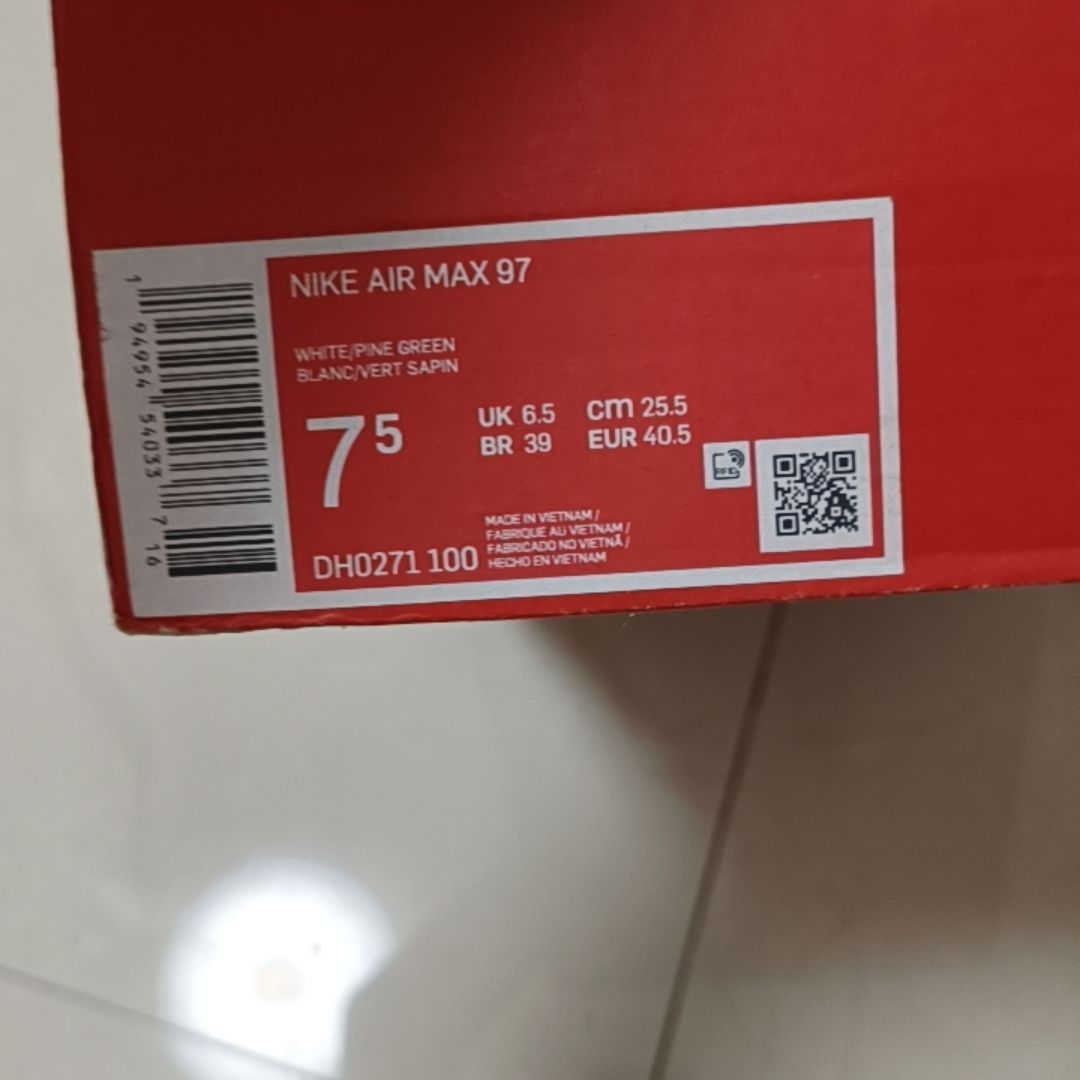 1 94954 54033 7 16
NIKE AIR MAX 97
WHITE/PINE GREEN
BLANC/VERT SAPIN
7 5
UK 6.5 cm 25.5
BR 39 EUR 40.5
RFID
MADE IN VIETNAM /
FABRIQUE AU VIETNAM /
FABRICADO NO VIETNÃ /
HECHO EN VIETNAM
DH0271 100